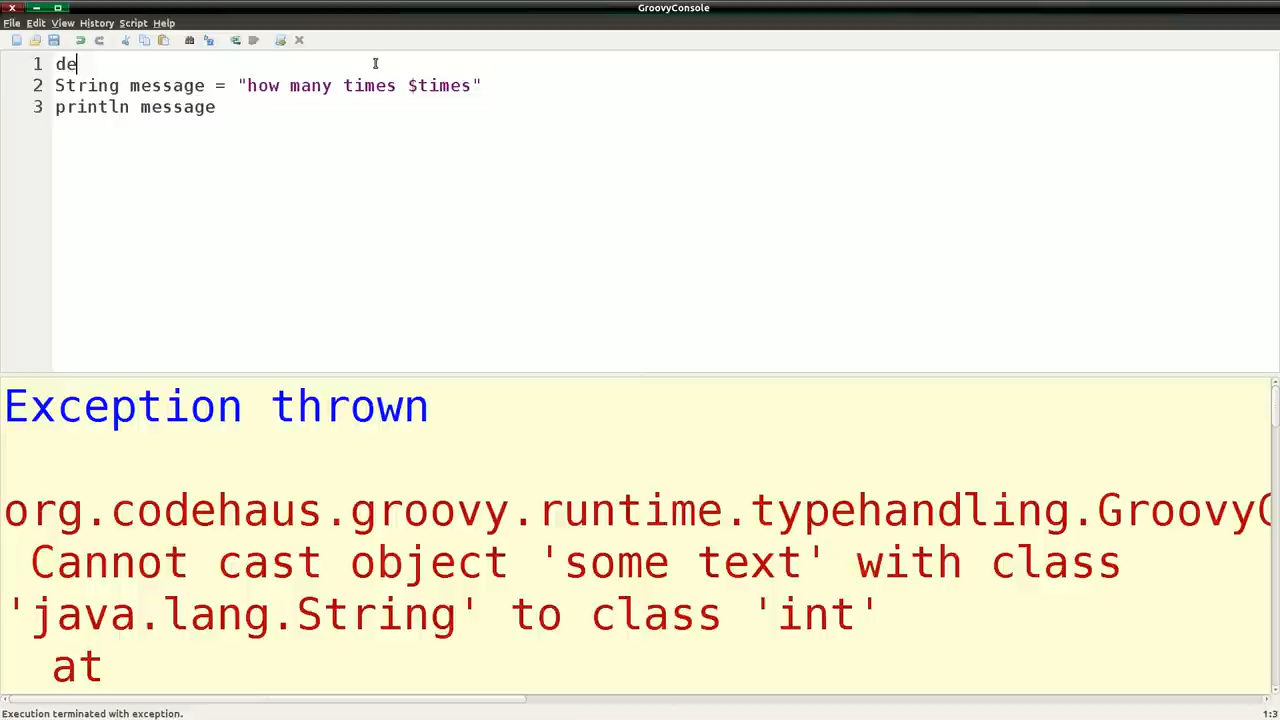 GroovyConsole
File Edit View History Script Help
1 de
2 String message = "how many times $times"
3 println message
Exception thrown
org.codehaus.groovy.runtime.typehandling.GroovyC
Cannot cast object 'some text' with class
'java.lang.String' to class 'int'
at
Execution terminated with exception.
1:3